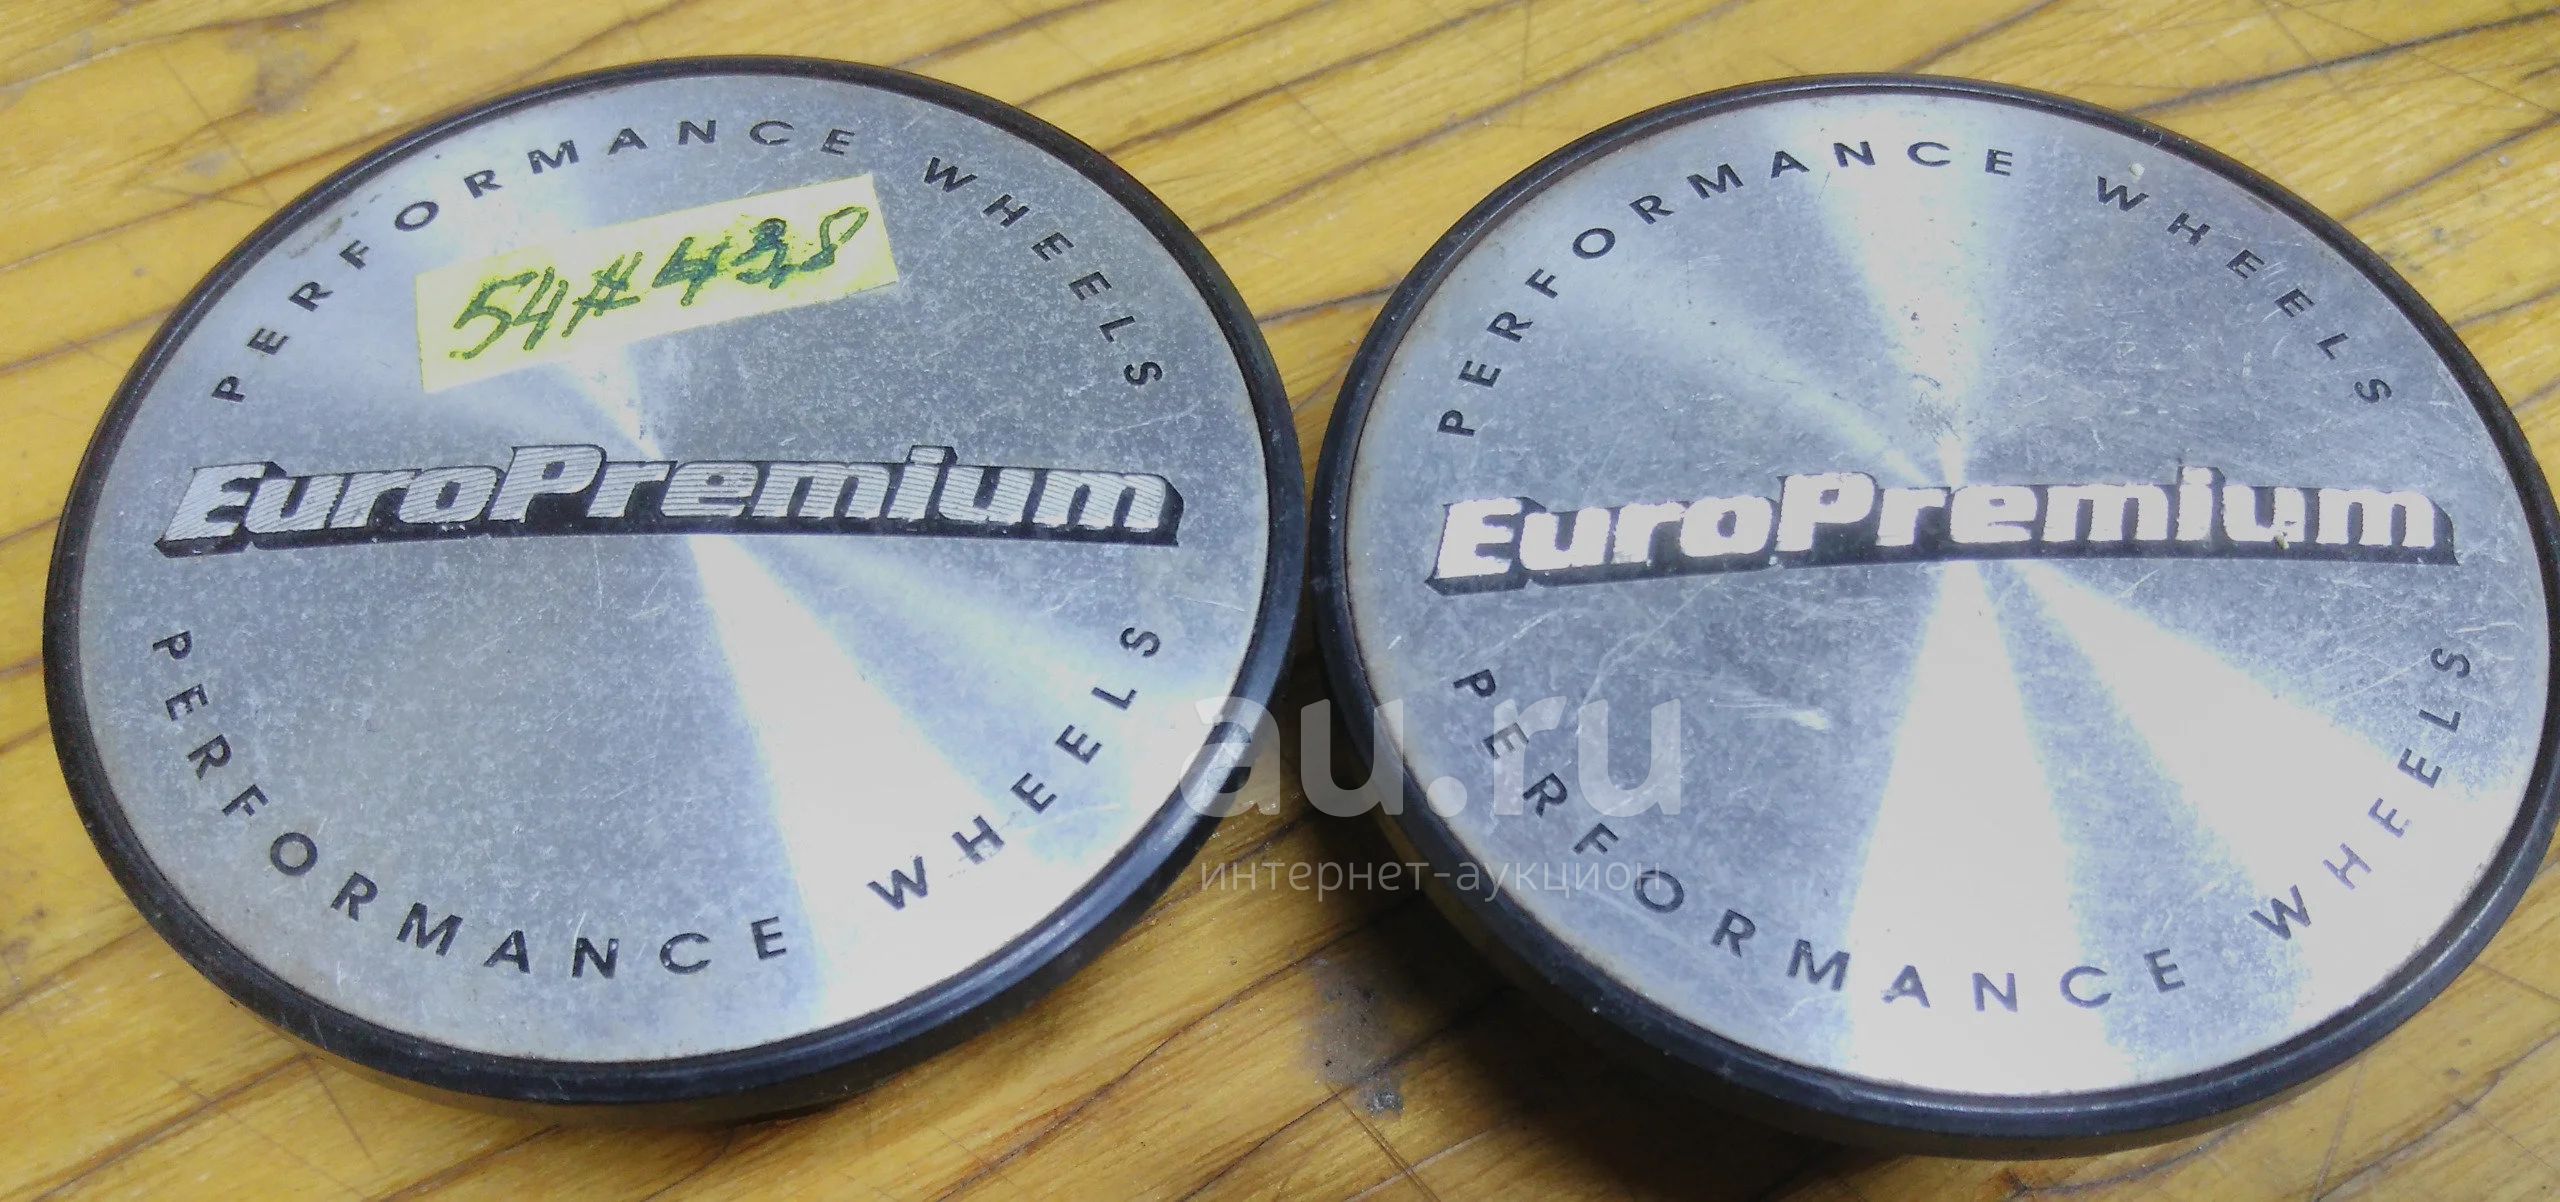 PERFORMANCE WHEELS
54#438
EuroPremium
PERFORMANCE WHEELS
PERFORMANCE WHEELS
EuroPremium
PERFORMANCE WHEELS
au.ru
интернет-аукцион